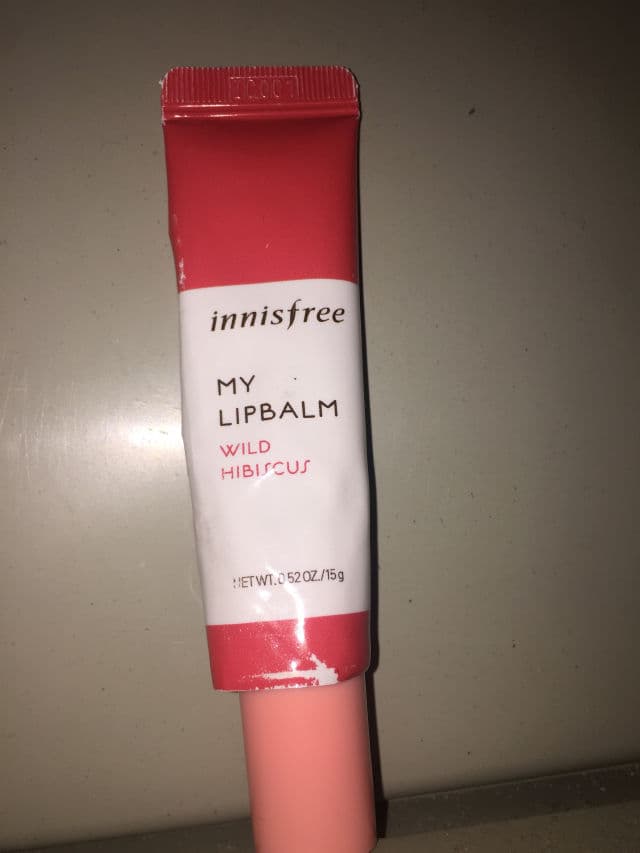 innisfree
MY
LIPBALM
WILD
HIBISCUS
NET WT. 0.52 OZ./15g